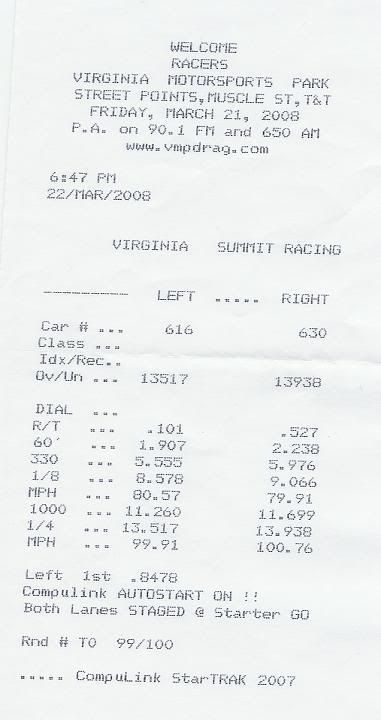 WELCOME
RACERS
VIRGINIA MOTORSPORTS PARK
STREET POINTS,MUSCLE ST,T&T
FRIDAY, MARCH 21, 2008
P.A. on 90.1 FM and 650 AM
www.vmpdrag.com
6:47 PM
22/MAR/2008
VIRGINIA SUMMIT RACING
---------- LEFT ..... RIGHT
Car # ... 616 630
Class ...
Idx/Rec..
Ov/Un ... 13517 13938
DIAL ...
R/T ... .101 .527
60' ... 1.907 2.238
330 ... 5.555 5.976
1/8 ... 8.578 9.066
MPH ... 80.57 79.91
1000 ... 11.260 11.699
1/4 ... 13.517 13.938
MPH ... 99.91 100.76
Left 1st .8478
Compulink AUTOSTART ON !!
Both Lanes STAGED @ Starter GO
Rnd # T0 99/100
..... CompuLink StarTRAK 2007